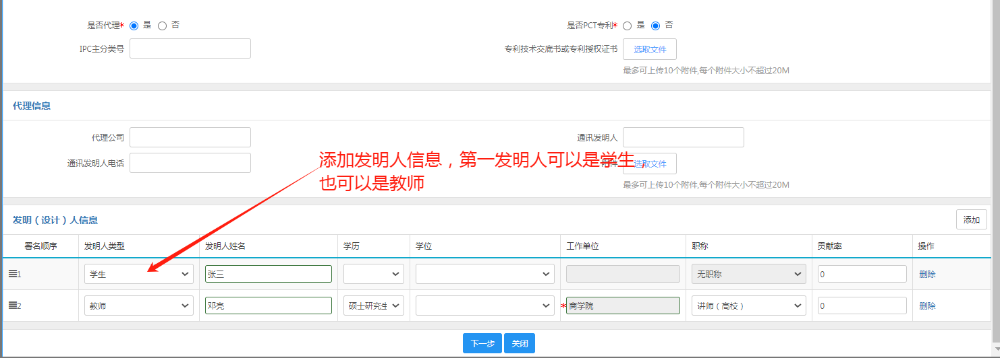 是否代理* 是 否 是否PCT专利* 是 否
IPC主分类号 专利技术交底书或专利授权证书 选取文件
最多可上传10个附件,每个附件大小不超过20M
代理信息
代理公司 通讯发明人
通讯发明人电话 选取文件
添加发明人信息，第一发明人可以是学生，
也可以是教师
最多可上传10个附件,每个附件大小不超过20M
发明（设计）人信息 添加
署名顺序 发明人类型 发明人姓名 学历 学位 工作单位 职称 贡献率 操作
1 学生 张三 无职称 0 删除
2 教师 邓亮 硕士研究生 *商学院 讲师（高校） 0 删除
下一步 关闭